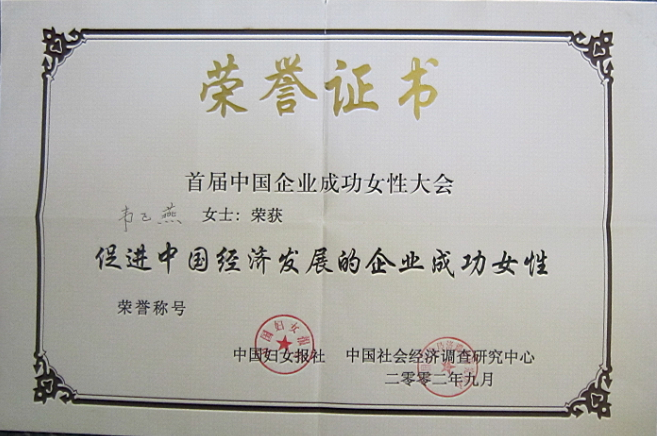 荣誉证书
首届中国企业成功女性大会
韦飞燕 女士：荣获
促进中国经济发展的企业成功女性
荣誉称号
中国妇女报社 中国社会经济调查研究中心
二零零二年九月